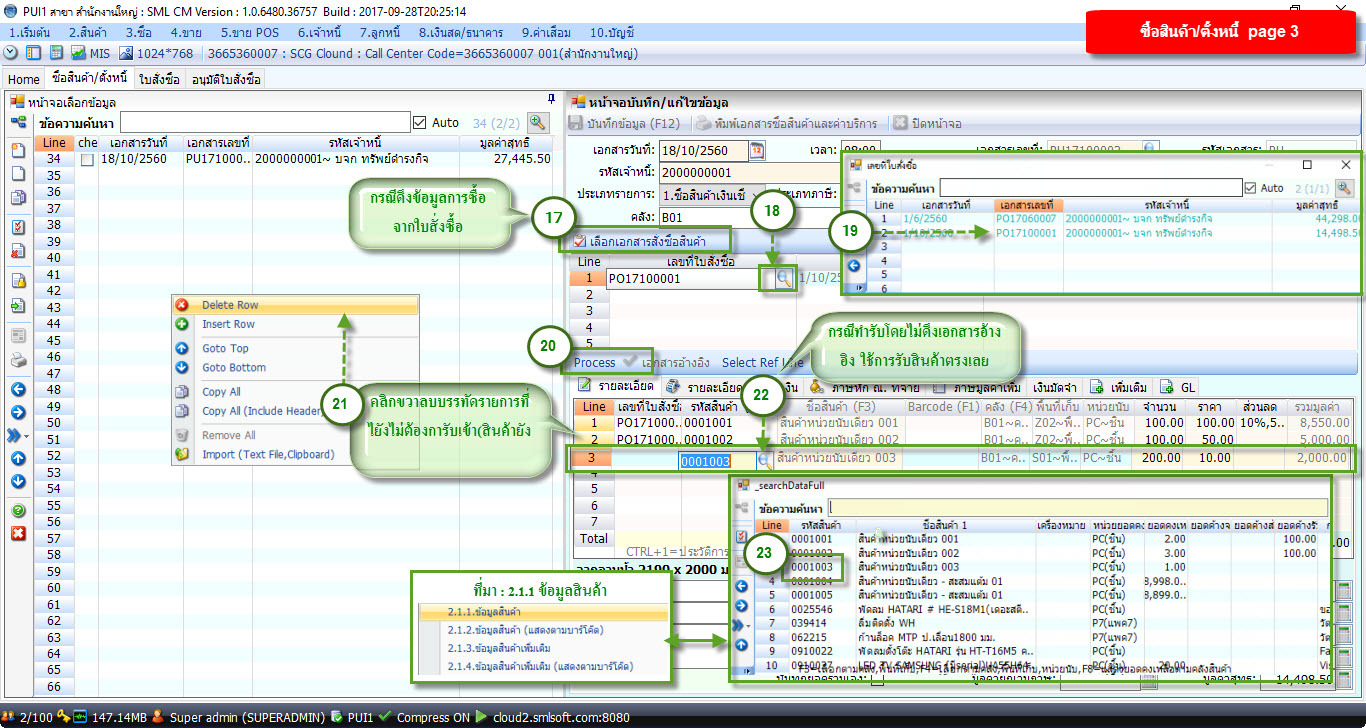 PUI1 สาขา สำนักงานใหญ่ : SML CM Version : 1.0.6480.36757 Build : 2017-09-28T20:25:14
1.เริ่มต้น 2.สินค้า 3.ซื้อ 4.ขาย 5.ขาย POS 6.เจ้าหนี้ 7.ลูกหนี้ 8.เงินสด/ธนาคาร 9.ค่าเสื่อม 10.บัญชี
ซื้อสินค้า/ตั้งหนี้ page 3
MIS 1024*768 3665360007 : SCG Clound : Call Center Code=3665360007 001(สำนักงานใหญ่)
Home ซื้อสินค้า/ตั้งหนี้ ใบสั่งซื้อ อนุมัติใบสั่งซื้อ
หน้าจอเลือกข้อมูล
ข้อความค้นหา Auto 34 (2/2)
Line che เอกสารวันที่ เอกสารเลขที่ รหัสเจ้าหนี้ มูลค่าสุทธิ
34 18/10/2560 PU171000... 2000000001~ บจก ทรัพย์ดำรงกิจ 27,445.50
35
36
37
38
39
40
41
42
43
44
45
46
47
48
49
50
51
52
53
54
55
56
57
58
59
60
61
62
63
64
65
66
หน้าจอบันทึก/แก้ไขข้อมูล
บันทึกข้อมูล (F12) พิมพ์เอกสารซื้อสินค้าและค่าบริการ ปิดหน้าจอ
เอกสารวันที่: 18/10/2560 เวลา: 08:00 เอกสารเลขที่: PU17100002 รหัสเอกสาร: PU
รหัสเจ้าหนี้: 2000000001
ประเภทรายการ: 1.ซื้อสินค้าเงินเชื่ ประเภทภาษี:
คลัง: B01
เลือกเอกสารสั่งซื้อสินค้า
Line เลขที่ใบสั่งซื้อ
1 PO17100001 1/10/25
2
3
4
5
กรณีดึงข้อมูลการซื้อ
จากใบสั่งซื้อ
17
18
19
เลขที่ใบสั่งซื้อ
ข้อความค้นหา Auto 2 (1/1)
Line เอกสารวันที่ เอกสารเลขที่ รหัสเจ้าหนี้ มูลค่าสุทธิ
1 1/6/2560 PO17060007 2000000001~ บจก ทรัพย์ดำรงกิจ 44,298.00
2 1/10/2560 PO17100001 2000000001~ บจก ทรัพย์ดำรงกิจ 14,498.50
3
4
5
6
Delete Row
Insert Row
Goto Top
Goto Bottom
Copy All
Copy All (Include Header)
Remove All
Import (Text File,Clipboard)
21
คลิกขวาลบบรรทัดรายการที่
ไย้งไม่ต้องการับเข้า(สินค้ายัง
20
Process เอกสารอ้างอิง Select Ref Line
กรณีทำรับโดยไม่ดึงเอกสารอ้าง
อิง ใช้การรับสินค้าตรงเลย
22
รายละเอียด รายละเอียด ภาษีหัก ณ. ที่จ่าย ภาษีมูลค่าเพิ่ม เงินมัดจำ เพิ่มเติม GL
Line เลขที่ใบสั่งซื้ รหัสสินค้า ชื่อสินค้า (F3) Barcode (F1) คลัง (F4) พื้นที่เก็บ หน่วยนับ จำนวน ราคา ส่วนลด รวมมูลค่า
1 PO171000... 0001001 สินค้าหน่วยนับเดียว 001 B01~ค.. Z02~พื้.. PC~ชิ้น 100.00 100.00 10%,5.. 8,550.00
2 PO171000... 0001002 สินค้าหน่วยนับเดียว 002 B01~ค.. Z02~พื้.. PC~ชิ้น 100.00 50.00 5,000.00
3 0001003 สินค้าหน่วยนับเดียว 003 B01~ค.. S01~พื้.. PC~ชิ้น 200.00 10.00 2,000.00
5
6
7
Total
CTRL+1=ประวัติการ
_searchDataFull
ข้อความค้นหา
Line รหัสสินค้า ชื่อสินค้า 1 เครื่องหมาย หน่วยยอดคง ยอดคงเห ยอดค้างจ่ ยอดค้างส่ ยอดค้างรั
0001001 สินค้าหน่วยนับเดียว 001 PC(ชิ้น) 2.00 100.00
0001002 สินค้าหน่วยนับเดียว 002 PC(ชิ้น) 3.00 100.00
0001003 สินค้าหน่วยนับเดียว 003 PC(ชิ้น) 1.00
4 0001004 สินค้าหน่วยนับเดียว - สะสมแต้ม 01 PC(ชิ้น) 8,998.0..
5 0001005 สินค้าหน่วยนับเดียว - สะสมแต้ม 01 PC(ชิ้น) 8,899.0..
6 0025546 พัดลม HATARI # HE-S18M1(เดอะสตี.. PC(ชิ้น)
7 039414 ลิ้มติดตั้ง WH P7(แพค7)
8 062215 ก้านล็อค MTP ป.เลื่อน1800 มม. P7(แพค7)
9 0910022 พัดลมตั้งโต๊ะ HATARI รุ่น HT-T16M5 ค.. PC(ชิ้น)
10 0910037 LED TV SAMSUNG PC(ชิ้น) 20.00
23
ที่มา : 2.1.1 ข้อมูลสินค้า
2.1.1.ข้อมูลสินค้า
2.1.2.ข้อมูลสินค้า (แสดงตามบาร์โค๊ด)
2.1.3.ข้อมูลสินค้าเพิ่มเติม
2.1.4.ข้อมูลสินค้าเพิ่มเติม (แสดงตามบาร์โค๊ด)
14,498.50
2/100 147.14MB Super admin (SUPERADMIN) PUI1 Compress ON cloud2.smlsoft.com:8080